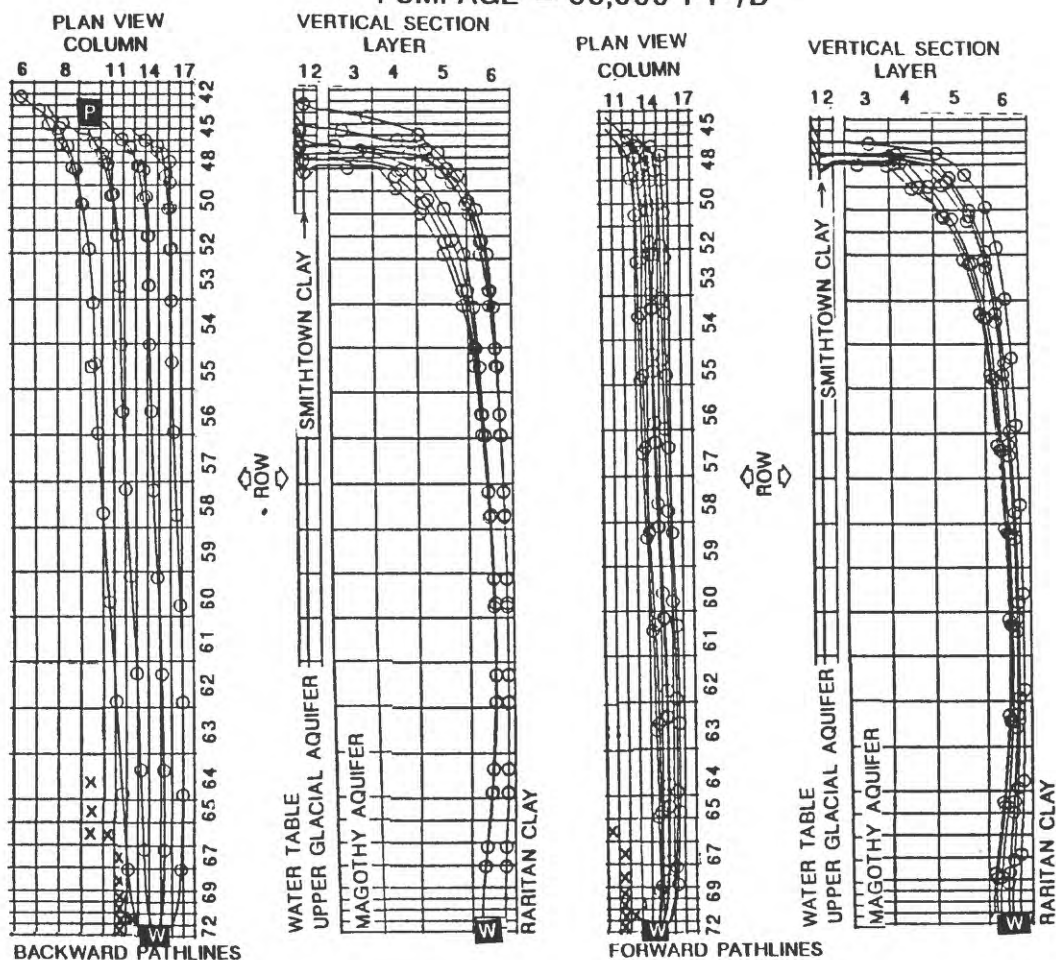 PLAN VIEW
COLUMN
6 8 11 14 17
P
42
45
48
50
52
53
54
55
56
57
58
59
60
61
62
63
64
65
67
69
72
x
x
x x
x
x
W
BACKWARD PATHLINES
VERTICAL SECTION
LAYER
12 3 4 5 6
SMITHTOWN CLAY
ROW
WATER TABLE
UPPER GLACIAL AQUIFER
MAGOTHY AQUIFER
RARITAN CLAY
W
PLAN VIEW
COLUMN
11 14 17
45
48
50
52
53
54
55
56
57
58
59
60
61
62
63
64
65
67
69
72
x
x
x
W
FORWARD PATHLINES
VERTICAL SECTION
LAYER
12 3 4 5 6
SMITHTOWN CLAY
ROW
WATER TABLE
UPPER GLACIAL AQUIFER
MAGOTHY AQUIFER
RARITAN CLAY
W